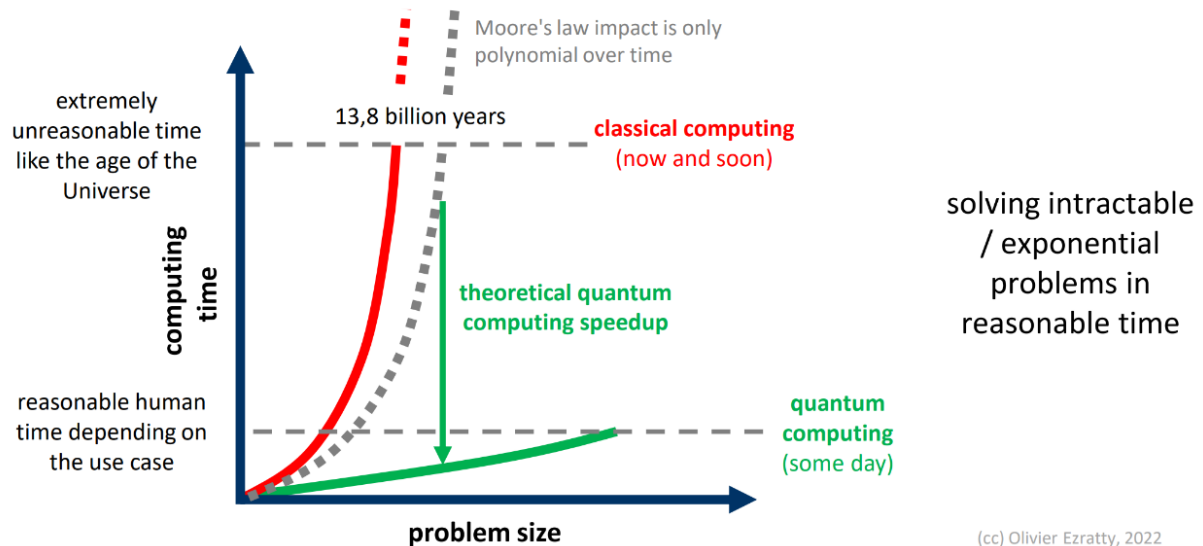 Moore's law impact is only
polynomial over time
extremely
unreasonable time
like the age of the
Universe
13,8 billion years
classical computing
(now and soon)
solving intractable
/ exponential
problems in
reasonable time
computing
time
theoretical quantum
computing speedup
reasonable human
time depending on
the use case
quantum
computing
(some day)
problem size
(cc) Olivier Ezratty, 2022